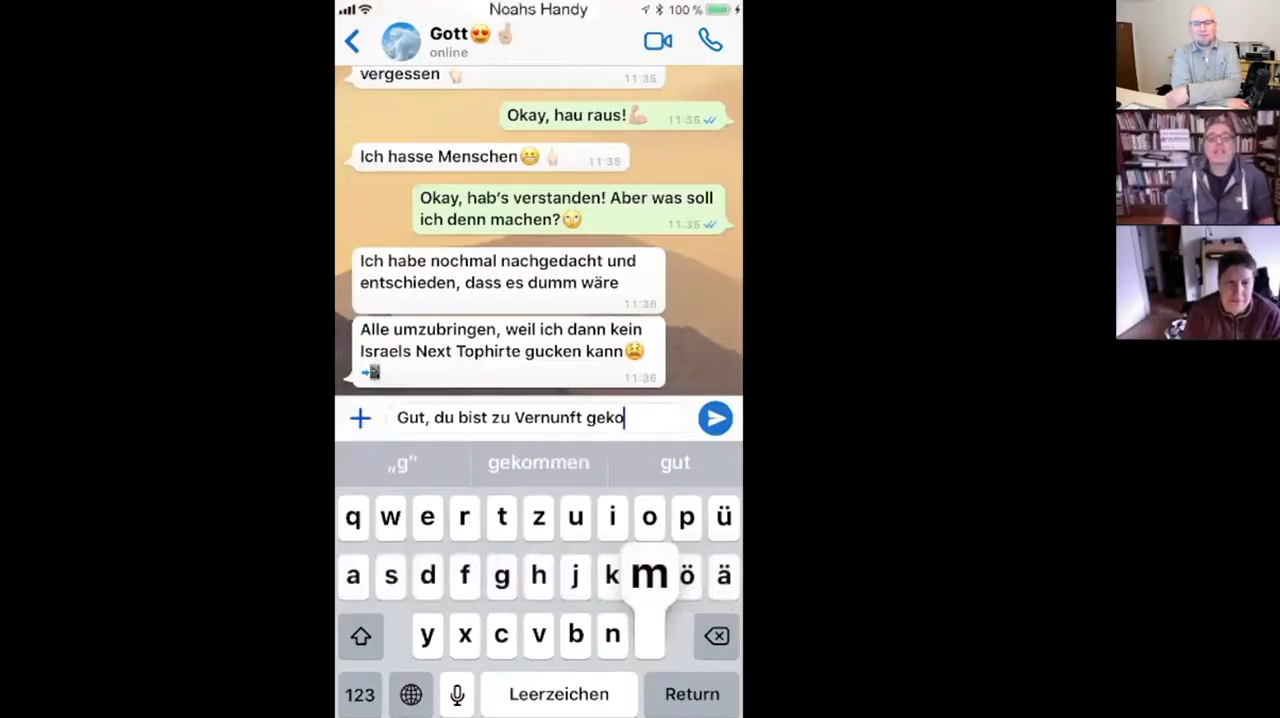 Noahs Handy
100 %
Gott😍🤞🏼
online
vergessen 👆🏻
11:35
Okay, hau raus!💪🏼
11:35
Ich hasse Menschen😬👆🏻
11:35
Okay, hab’s verstanden! Aber was soll
ich denn machen?🙄
11:35
Ich habe nochmal nachgedacht und
entschieden, dass es dumm wäre
11:36
Alle umzubringen, weil ich dann kein
Israels Next Tophirte gucken kann😫
📲
11:36
Gut, du bist zu Vernunft geko
„g“ gekommen gut
q w e r t z u i o p ü
a s d f g h j k m ö ä
y x c v b n
123 Leerzeichen Return